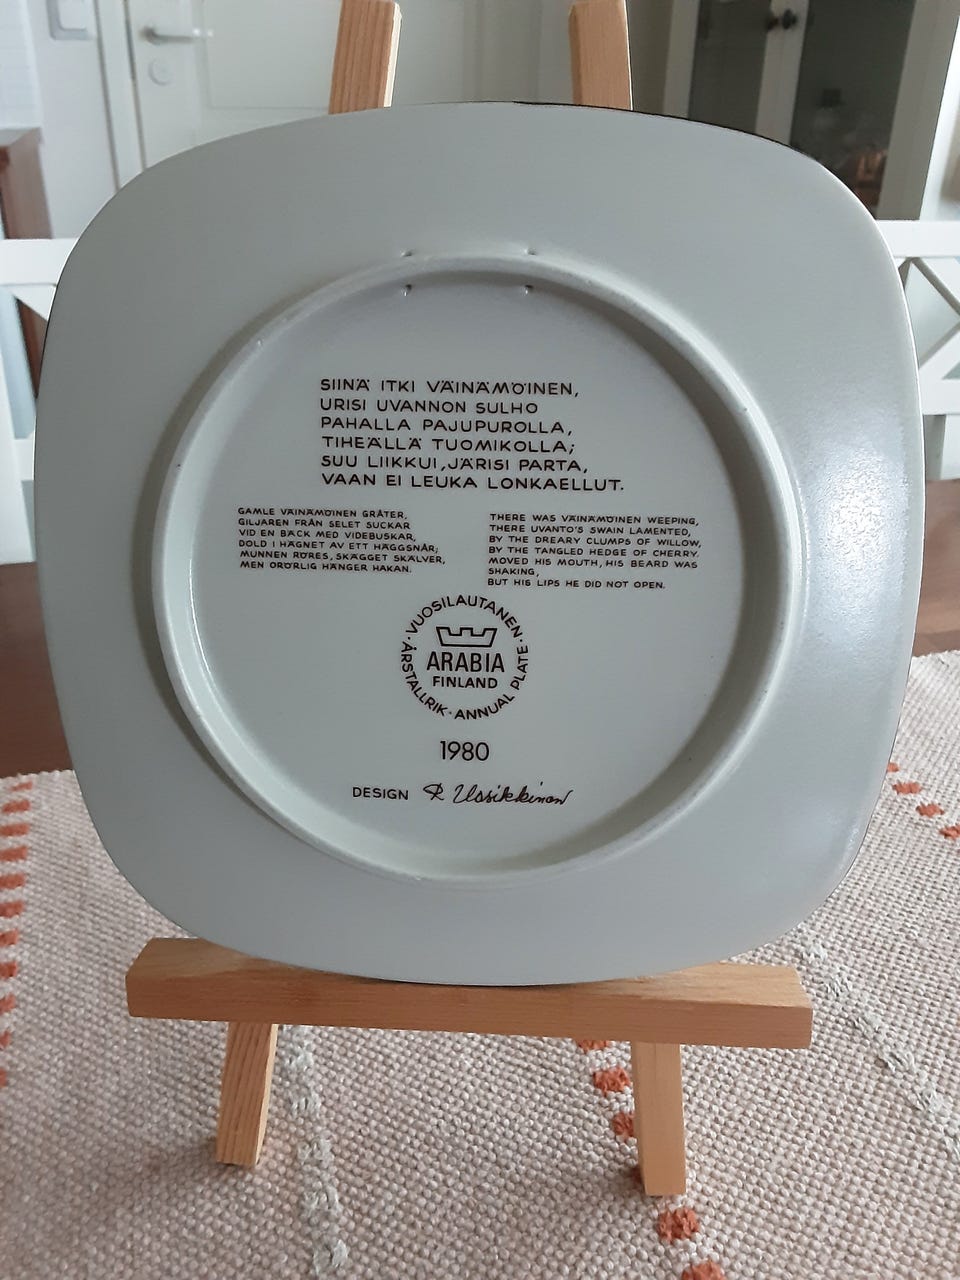 SIINÄ ITKI VÄINÄMÖINEN,
URISI UVANNON SULHO
PAHALLA PAJUPUROLLA,
TIHEÄLLÄ TUOMIKOLLA;
SUU LIIKKUI, JÄRISI PARTA,
VAAN EI LEUKA LONKAELLUT.
GAMLE VÄINÄMÖINEN GRÅTER,
GILJAREN FRÅN SELET SUCKAR
VID EN BÄCK MED VIDEBUSKAR,
DOLD I HÄGNET AV ETT HÄGGSNÅR;
MUNNEN RÖRES, SKÄGGET SKÄLVER,
MEN ORÖRLIG HÄNGER HAKAN.
THERE WAS VÄINÄMÖINEN WEEPING,
THERE UVANTO'S SWAIN LAMENTED,
BY THE DREARY CLUMPS OF WILLOW,
BY THE TANGLED HEDGE OF CHERRY.
MOVED HIS MOUTH, HIS BEARD WAS
SHAKING,
BUT HIS LIPS HE DID NOT OPEN.
VUOSILAUTANEN · ANNUAL PLATE · ÅRSTALLRIK ·
ARABIA
FINLAND
1980
DESIGN R Uosikkinen